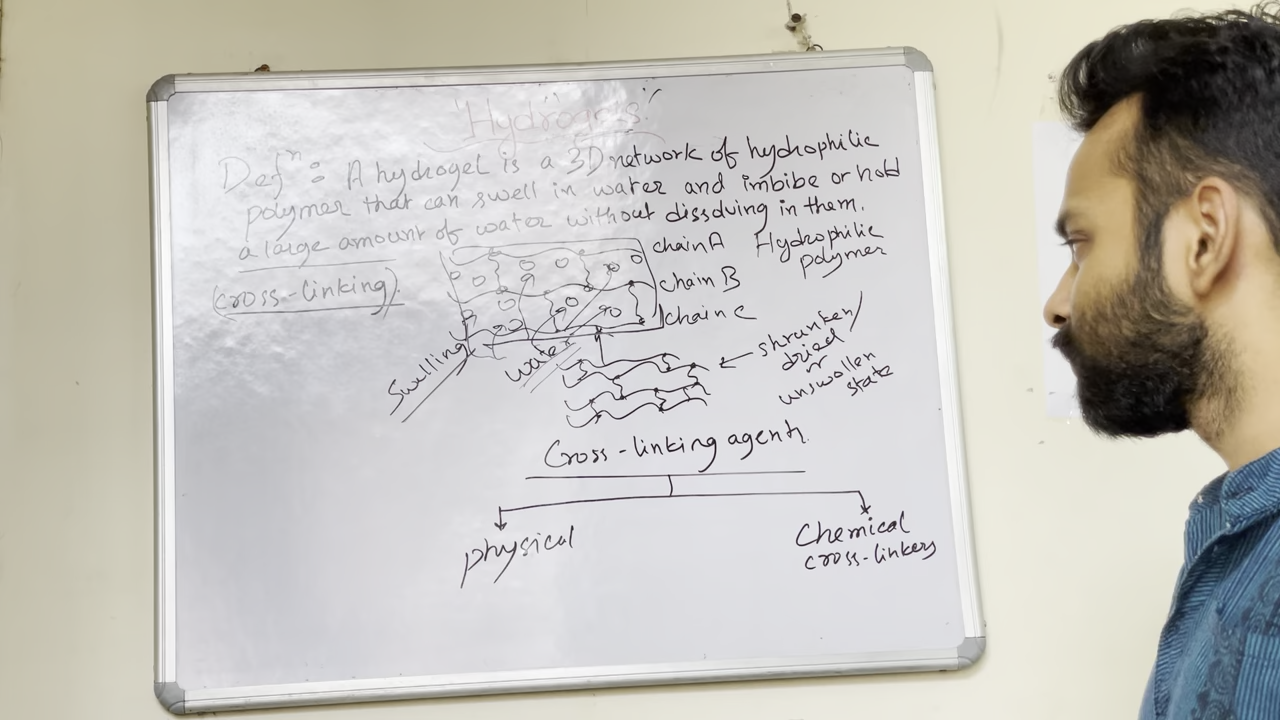 "Hydrogels"
Defⁿ : A hydrogel is a 3D network of hydrophilic
polymer that can swell in water and imbibe or hold
a large amount of water without dissolving in them.
(cross-linking).
chain A
Hydrophilic
polymer
chain B
chain C
Swelling
water
shrunken/
dried
or
unswollen
state
Cross-linking agents
physical
Chemical
cross-linkers